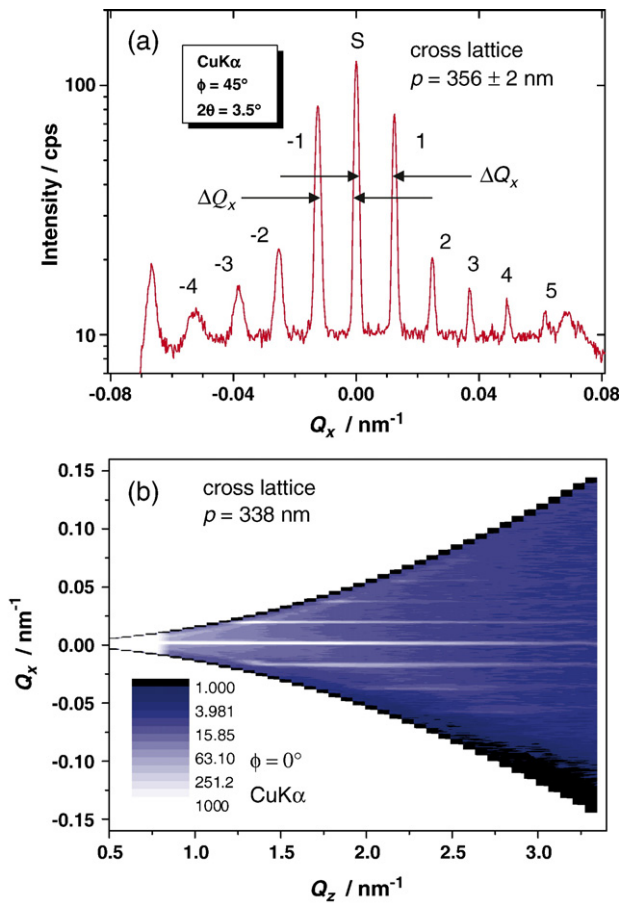 (a)
S
cross lattice
p = 356 ± 2 nm
CuKα
ϕ = 45°
2θ = 3.5°
100
10
Intensity / cps
-1
1
ΔQx
ΔQx
-2
-3
-4
2
3
4
5
-0.08
-0.04
0.00
0.04
0.08
Qx / nm-1
(b)
cross lattice
p = 338 nm
0.15
0.10
0.05
0.00
-0.05
-0.10
-0.15
Qx / nm-1
1.000
3.981
15.85
63.10
251.2
1000
ϕ = 0°
CuKα
0.5
1.0
1.5
2.0
2.5
3.0
Qz / nm-1